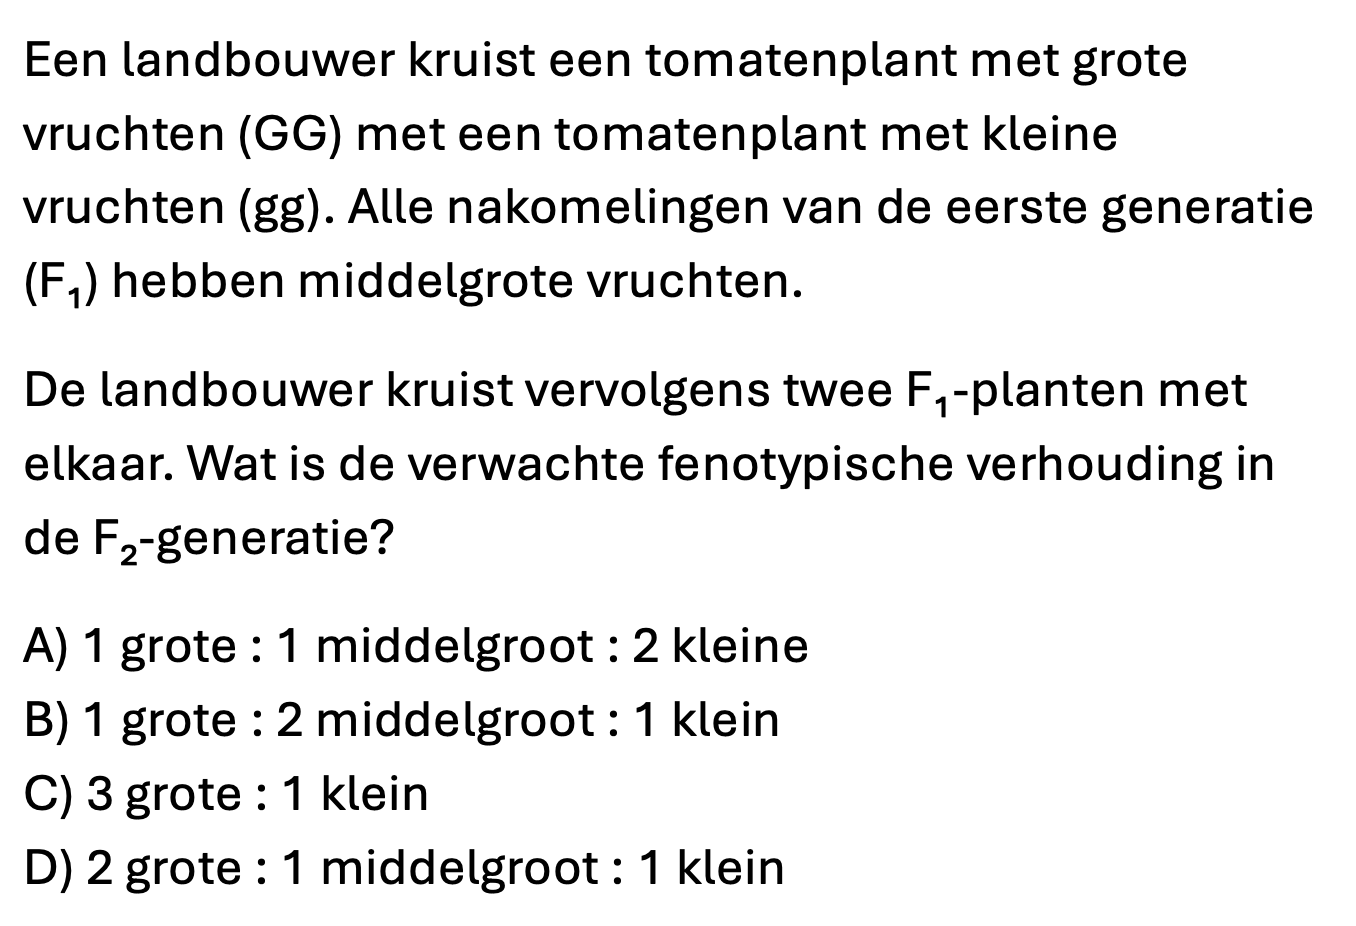 Een landbouwer kruist een tomatenplant met grote
vruchten (GG) met een tomatenplant met kleine
vruchten (gg). Alle nakomelingen van de eerste generatie
(F₁) hebben middelgrote vruchten.
De landbouwer kruist vervolgens twee F₁-planten met
elkaar. Wat is de verwachte fenotypische verhouding in
de F₂-generatie?
A) 1 grote : 1 middelgroot : 2 kleine
B) 1 grote : 2 middelgroot : 1 klein
C) 3 grote : 1 klein
D) 2 grote : 1 middelgroot : 1 klein